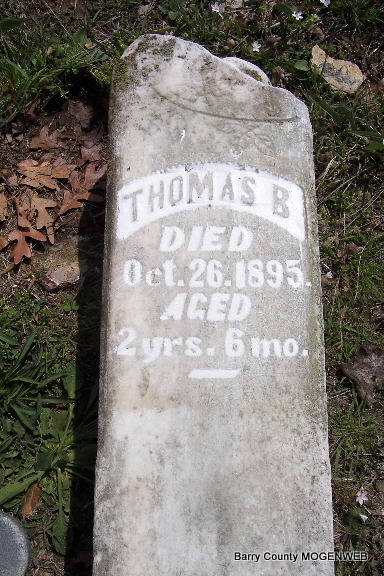 THOMAS B
DIED
Oct. 26. 1895.
AGED
2 yrs. 6 mo.
Barry County MOGENWEB